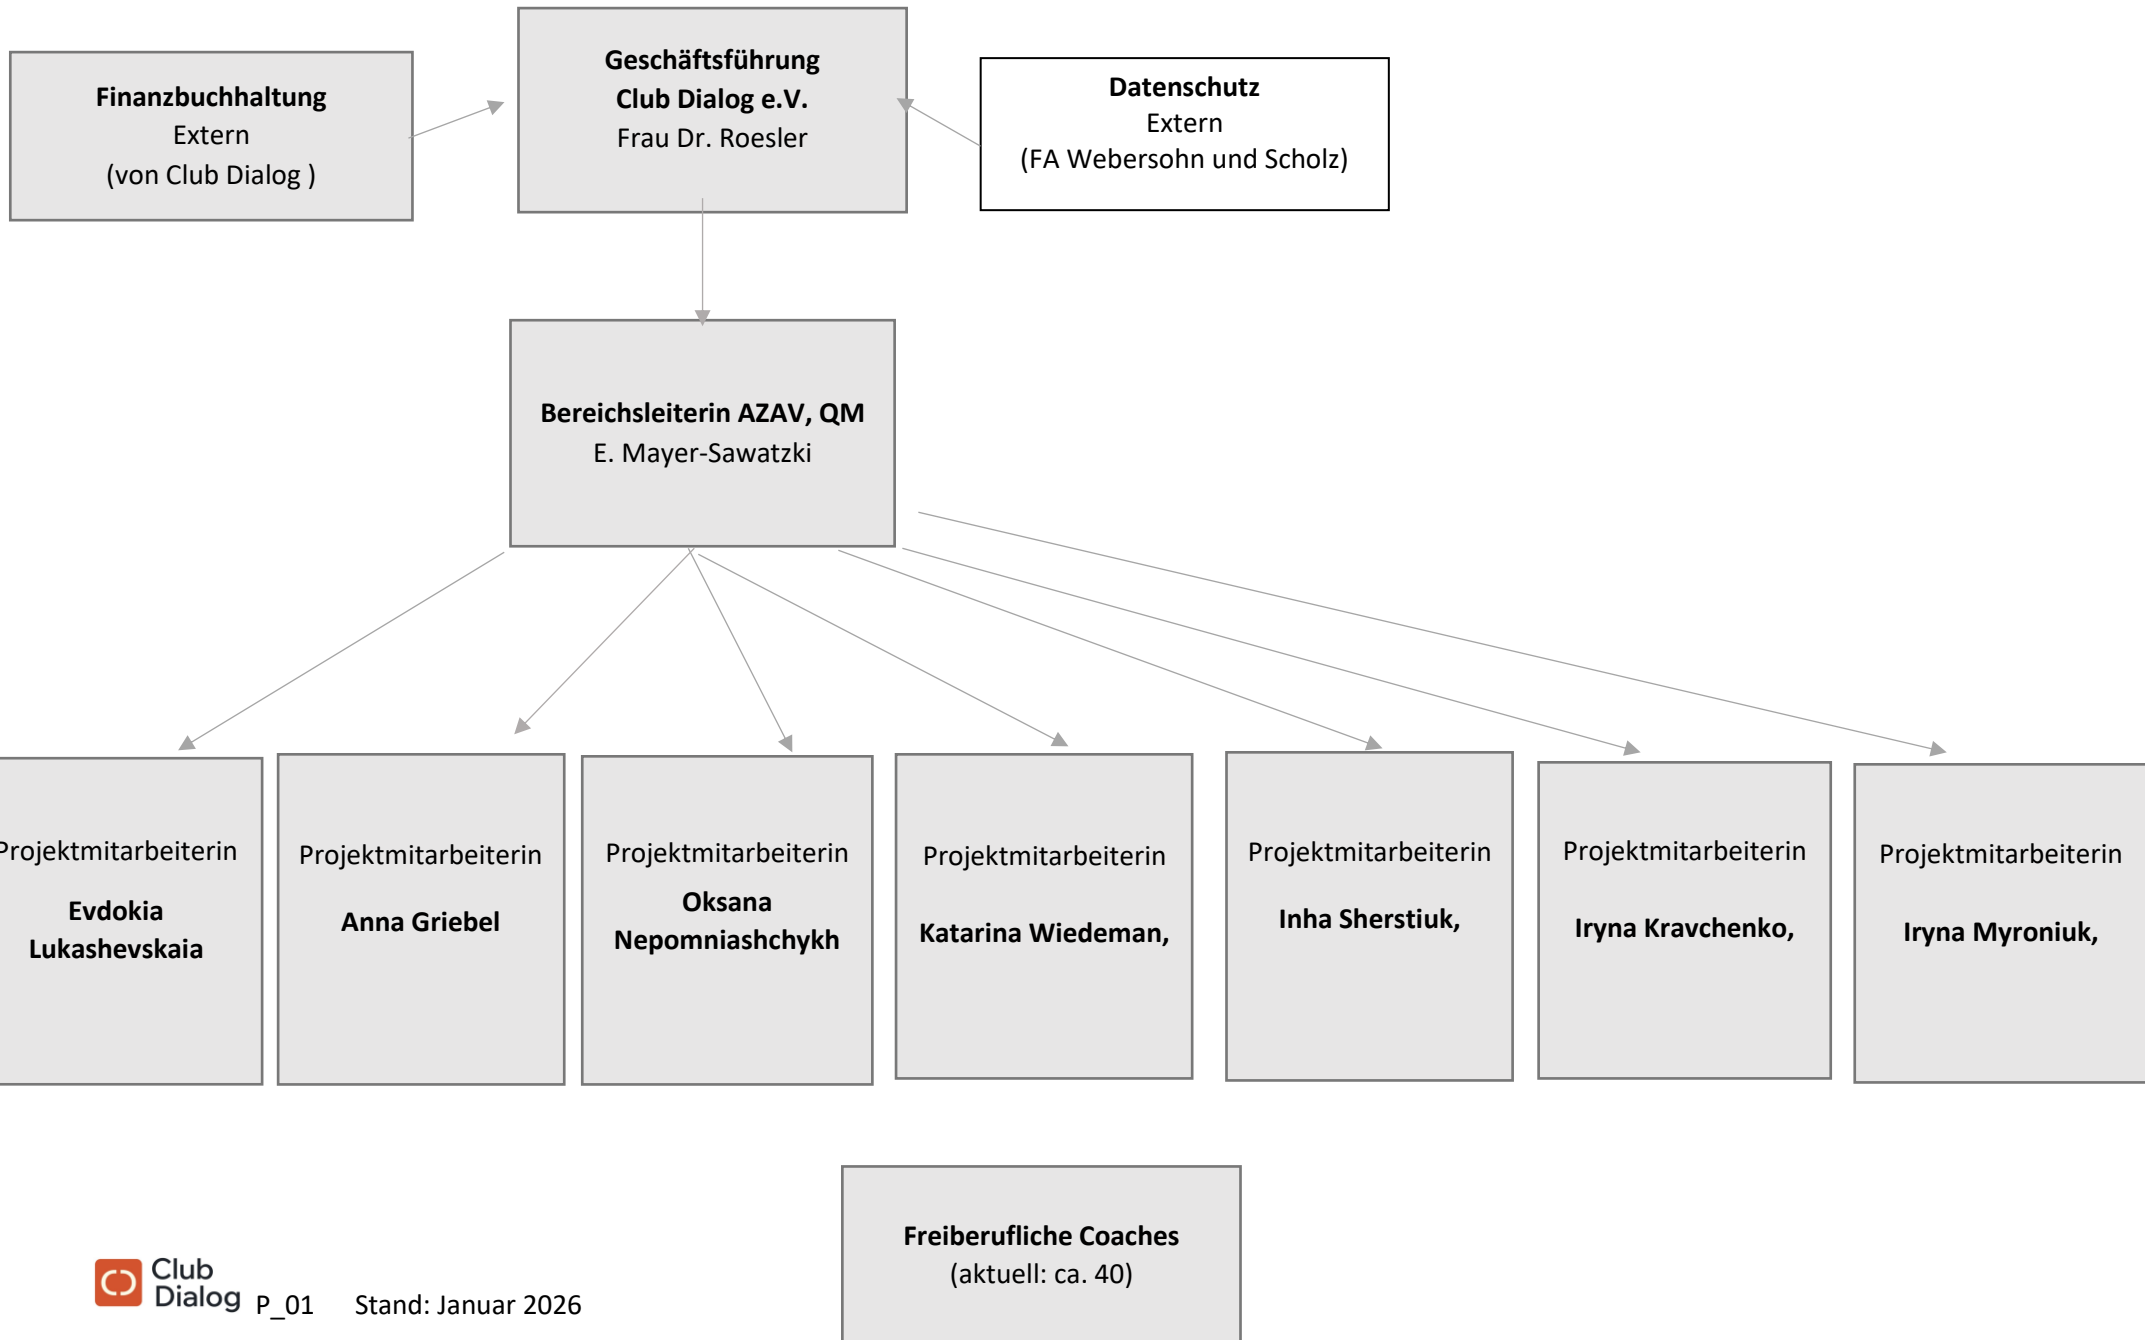 Finanzbuchhaltung
Extern
(von Club Dialog )
Geschäftsführung
Club Dialog e.V.
Frau Dr. Roesler
Datenschutz
Extern
(FA Webersohn und Scholz)
Bereichsleiterin AZAV, QM
E. Mayer-Sawatzki
Projektmitarbeiterin
Evdokia
Lukashevskaia
Projektmitarbeiterin
Anna Griebel
Projektmitarbeiterin
Oksana
Nepomniashchykh
Projektmitarbeiterin
Katarina Wiedeman,
Projektmitarbeiterin
Inha Sherstiuk,
Projektmitarbeiterin
Iryna Kravchenko,
Projektmitarbeiterin
Iryna Myroniuk,
Freiberufliche Coaches
(aktuell: ca. 40)
Club
Dialog P_01 Stand: Januar 2026